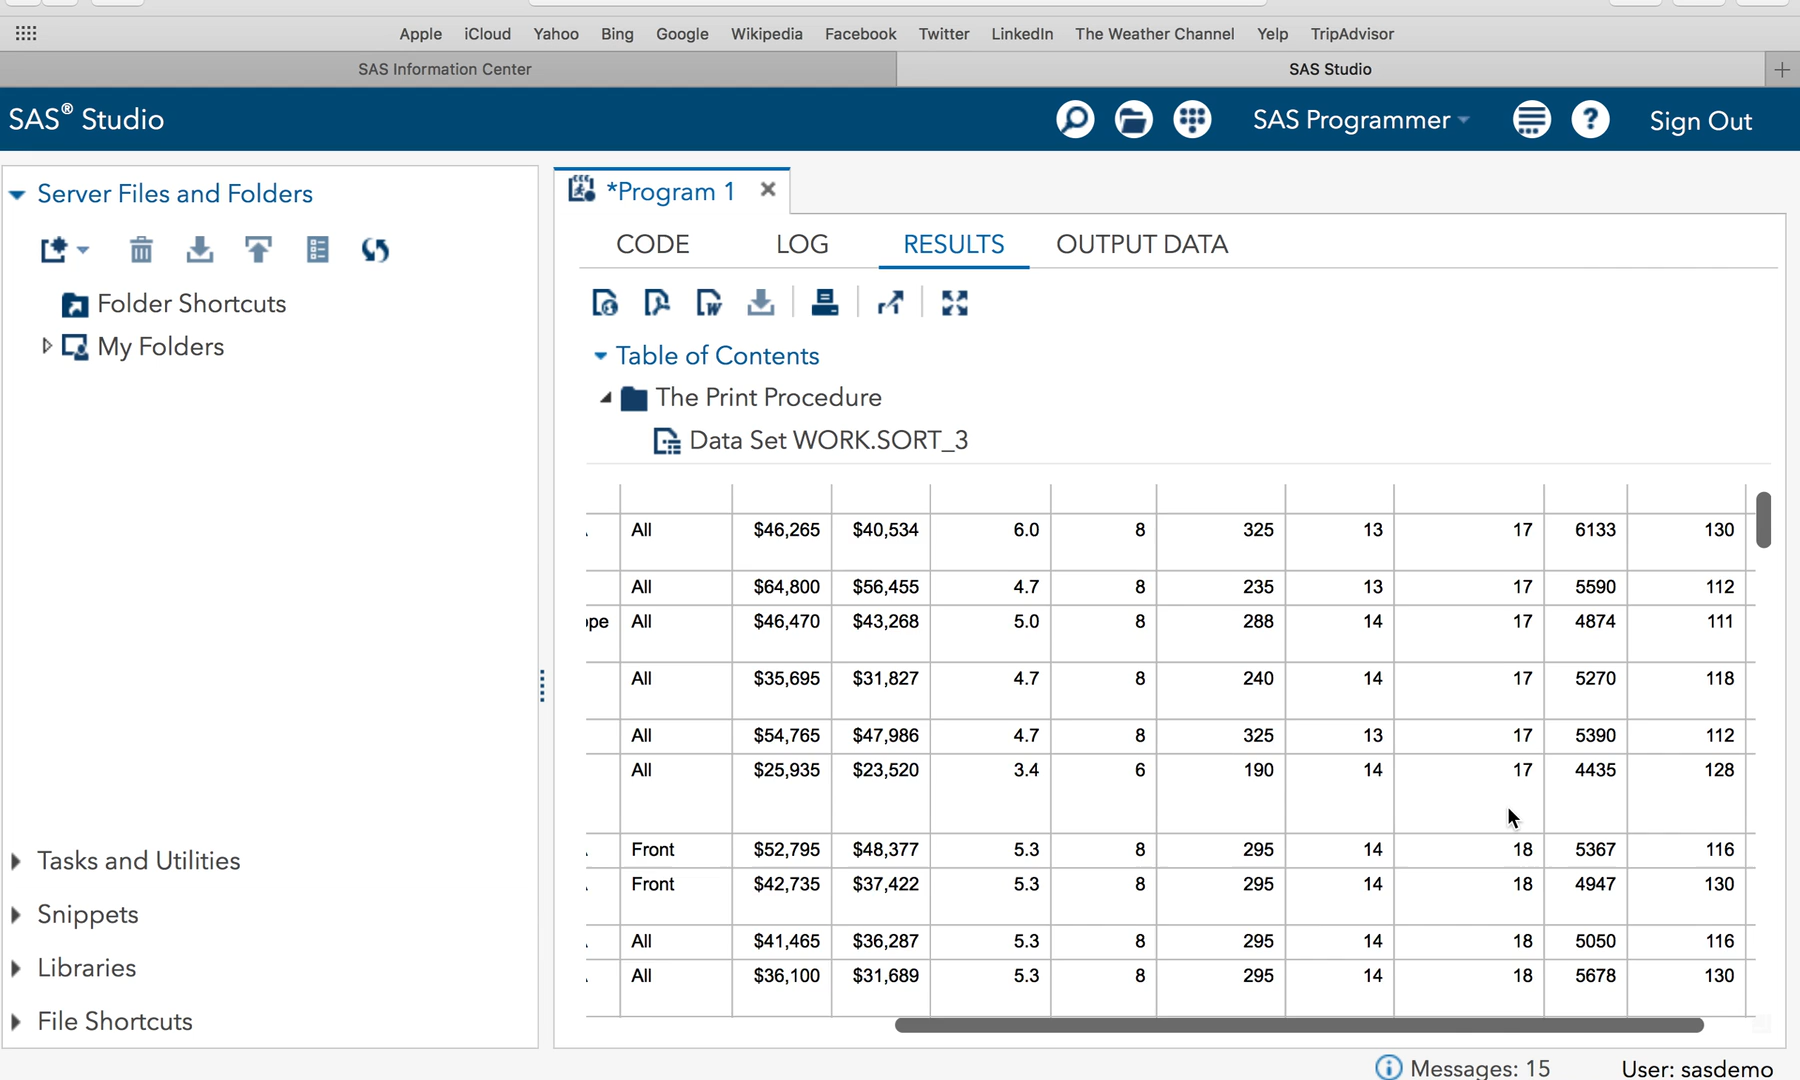 Apple iCloud Yahoo Bing Google Wikipedia Facebook Twitter LinkedIn The Weather Channel Yelp TripAdvisor
SAS Information Center SAS Studio
SAS® Studio SAS Programmer Sign Out
Server Files and Folders
Folder Shortcuts
My Folders
Tasks and Utilities
Snippets
Libraries
File Shortcuts
*Program 1
CODE LOG RESULTS OUTPUT DATA
Table of Contents
The Print Procedure
Data Set WORK.SORT_3
All $46,265 $40,534 6.0 8 325 13 17 6133 130
All $64,800 $56,455 4.7 8 235 13 17 5590 112
pe All $46,470 $43,268 5.0 8 288 14 17 4874 111
All $35,695 $31,827 4.7 8 240 14 17 5270 118
All $54,765 $47,986 4.7 8 325 13 17 5390 112
All $25,935 $23,520 3.4 6 190 14 17 4435 128
Front $52,795 $48,377 5.3 8 295 14 18 5367 116
Front $42,735 $37,422 5.3 8 295 14 18 4947 130
All $41,465 $36,287 5.3 8 295 14 18 5050 116
All $36,100 $31,689 5.3 8 295 14 18 5678 130
Messages: 15 User: sasdemo